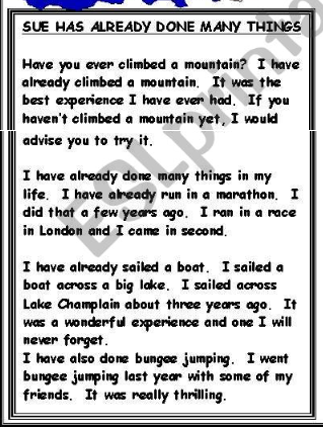 SUE HAS ALREADY DONE MANY THINGS
Have you ever climbed a mountain? I have
already climbed a mountain. It was the
best experience I have ever had. If you
haven't climbed a mountain yet, I would
advise you to try it.
I have already done many things in my
life. I have already run in a marathon. I
did that a few years ago. I ran in a race
in London and I came in second.
I have already sailed a boat. I sailed a
boat across a big lake. I sailed across
Lake Champlain about three years ago. It
was a wonderful experience and one I will
never forget.
I have also done bungee jumping. I went
bungee jumping last year with some of my
friends. It was really thrilling.